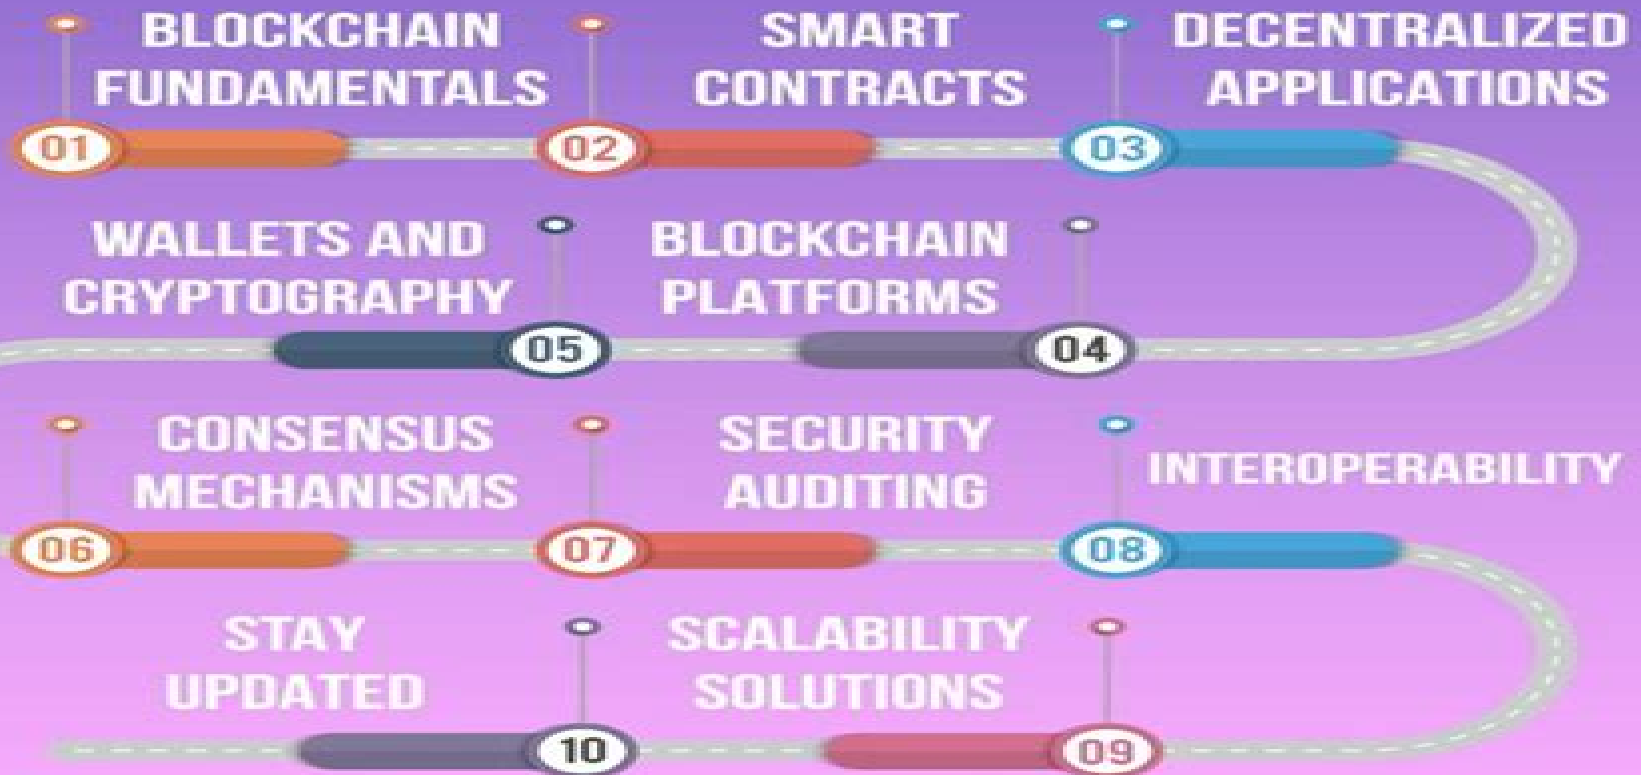 BLOCKCHAIN
FUNDAMENTALS
01
SMART
CONTRACTS
02
DECENTRALIZED
APPLICATIONS
03
BLOCKCHAIN
PLATFORMS
04
WALLETS AND
CRYPTOGRAPHY
05
CONSENSUS
MECHANISMS
06
SECURITY
AUDITING
07
INTEROPERABILITY
08
SCALABILITY
SOLUTIONS
09
STAY
UPDATED
10